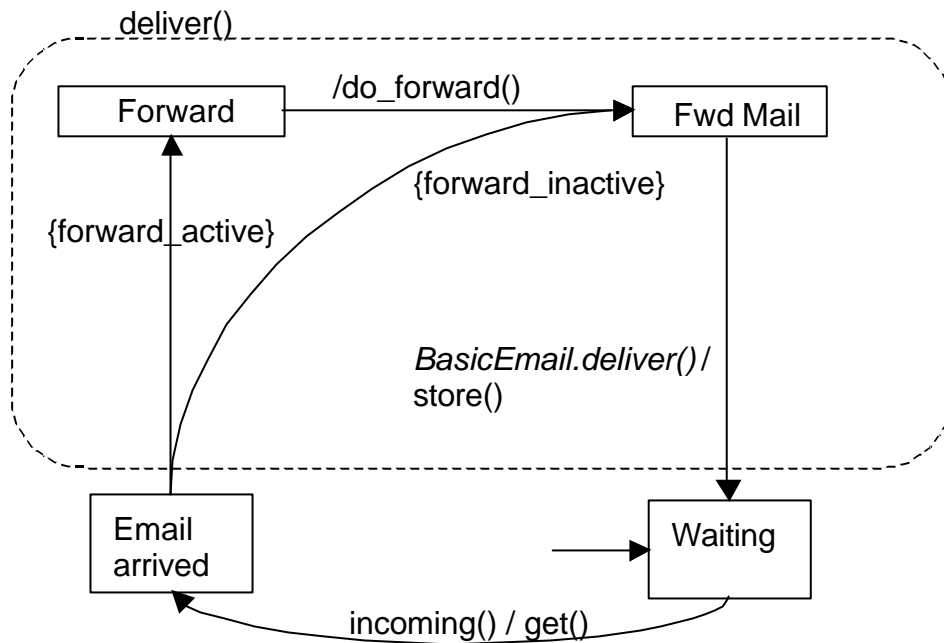 deliver()
Forward
/do_forward()
Fwd Mail
{forward_inactive}
{forward_active}
BasicEmail.deliver() /
store()
Email
arrived
Waiting
incoming() / get()